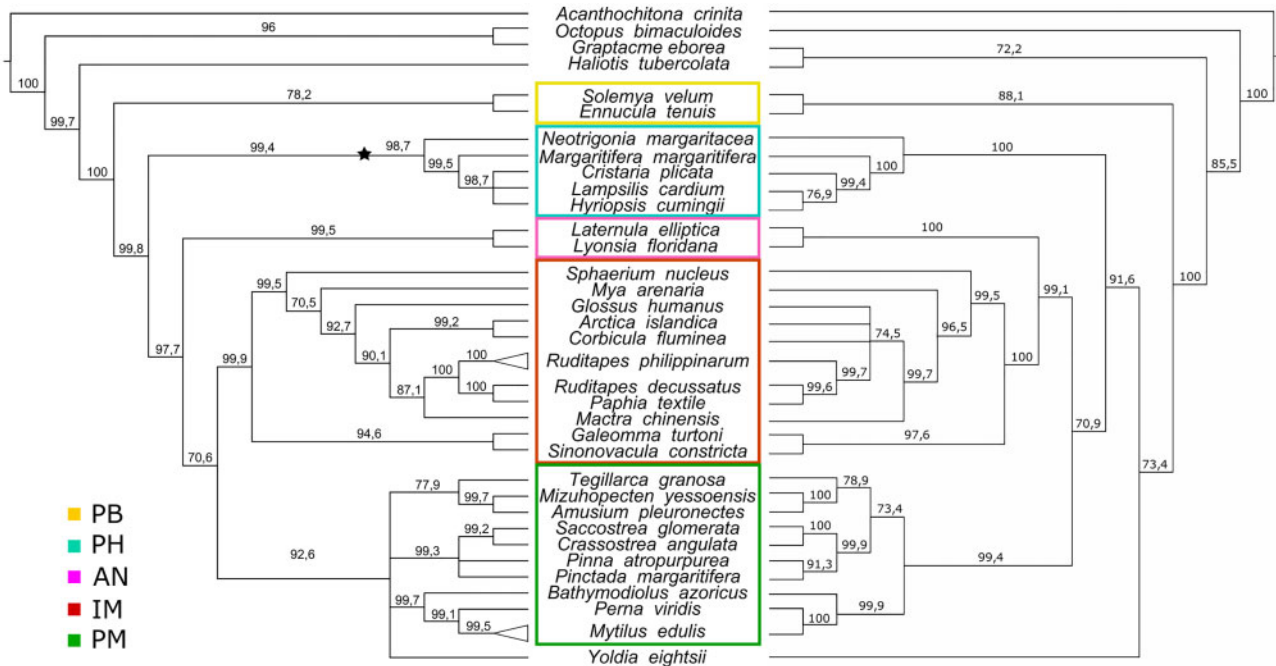 Acanthochitona crinita
96 Octopus bimaculoides
Graptacme eborea 72,2
Haliotis tubercolata
100 100
99,7
78,2 Solemya velum 88,1
Ennucula tenuis
99,4 98,7 Neotrigonia margaritacea 100
99,5 Margaritifera margaritifera 100 85,5
100 98,7 Cristaria plicata 99,4
Lampsilis cardium 76,9
Hyriopsis cumingii
99,5 Laternula elliptica 100
99,8 Lyonsia floridana
99,5 Sphaerium nucleus 99,5 99,1 91,6 100
70,5 Mya arenaria
92,7 Glossus humanus 74,5 96,5
99,2 Arctica islandica
97,7 99,9 90,1 Corbicula fluminea 100
100 Ruditapes philippinarum 99,7 99,7
100
87,1 100 Ruditapes decussatus 99,6
Paphia textile
Mactra chinensis
94,6 Galeomma turtoni 97,6 70,9
70,6 Sinonovacula constricta 73,4
77,9 Tegillarca granosa 78,9
99,7 Mizuhopecten yessoensis 100
PB Amusium pleuronectes 73,4
99,2 Saccostrea glomerata 100
PH 92,6 99,3 Crassostrea angulata 99,9 99,4
Pinna atropurpurea 91,3
AN Pinctada margaritifera
99,7 Bathymodiolus azoricus 99,9
IM 99,1 Perna viridis 100
PM 99,5 Mytilus edulis
Yoldia eightsii